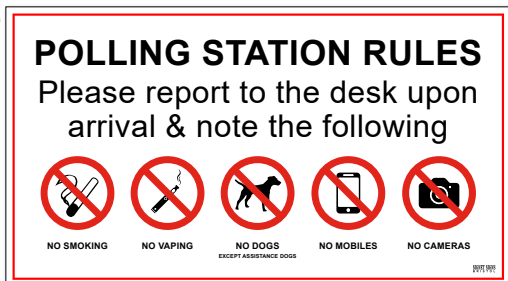 POLLING STATION RULES
Please report to the desk upon
arrival & note the following
NO SMOKING
NO VAPING
NO DOGS
EXCEPT ASSISTANCE DOGS
NO MOBILES
NO CAMERAS
BRISTOL